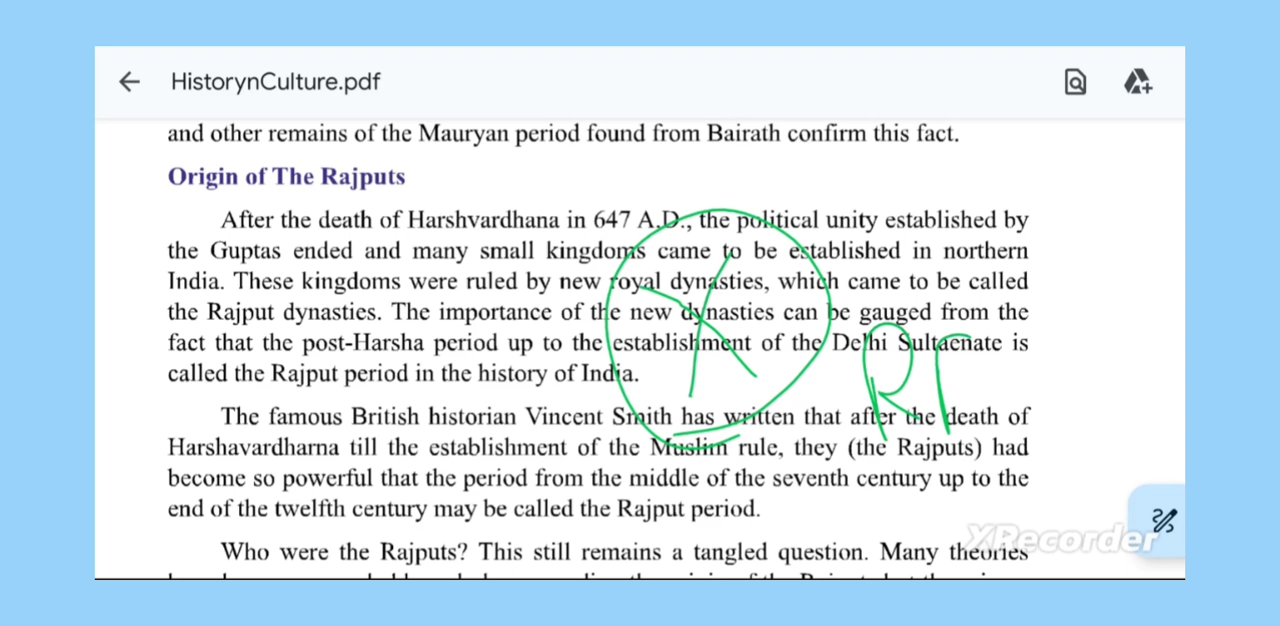 HistorynCulture.pdf
and other remains of the Mauryan period found from Bairath confirm this fact.
Origin of The Rajputs
After the death of Harshvardhana in 647 A.D., the political unity established by
the Guptas ended and many small kingdoms came to be established in northern
India. These kingdoms were ruled by new royal dynasties, which came to be called
the Rajput dynasties. The importance of the new dynasties can be gauged from the
fact that the post-Harsha period up to the establishment of the Delhi Sultaenate is
called the Rajput period in the history of India.
The famous British historian Vincent Smith has written that after the death of
Harshavardharna till the establishment of the Muslim rule, they (the Rajputs) had
become so powerful that the period from the middle of the seventh century up to the
end of the twelfth century may be called the Rajput period.
Who were the Rajputs? This still remains a tangled question. Many theories
XRecorder